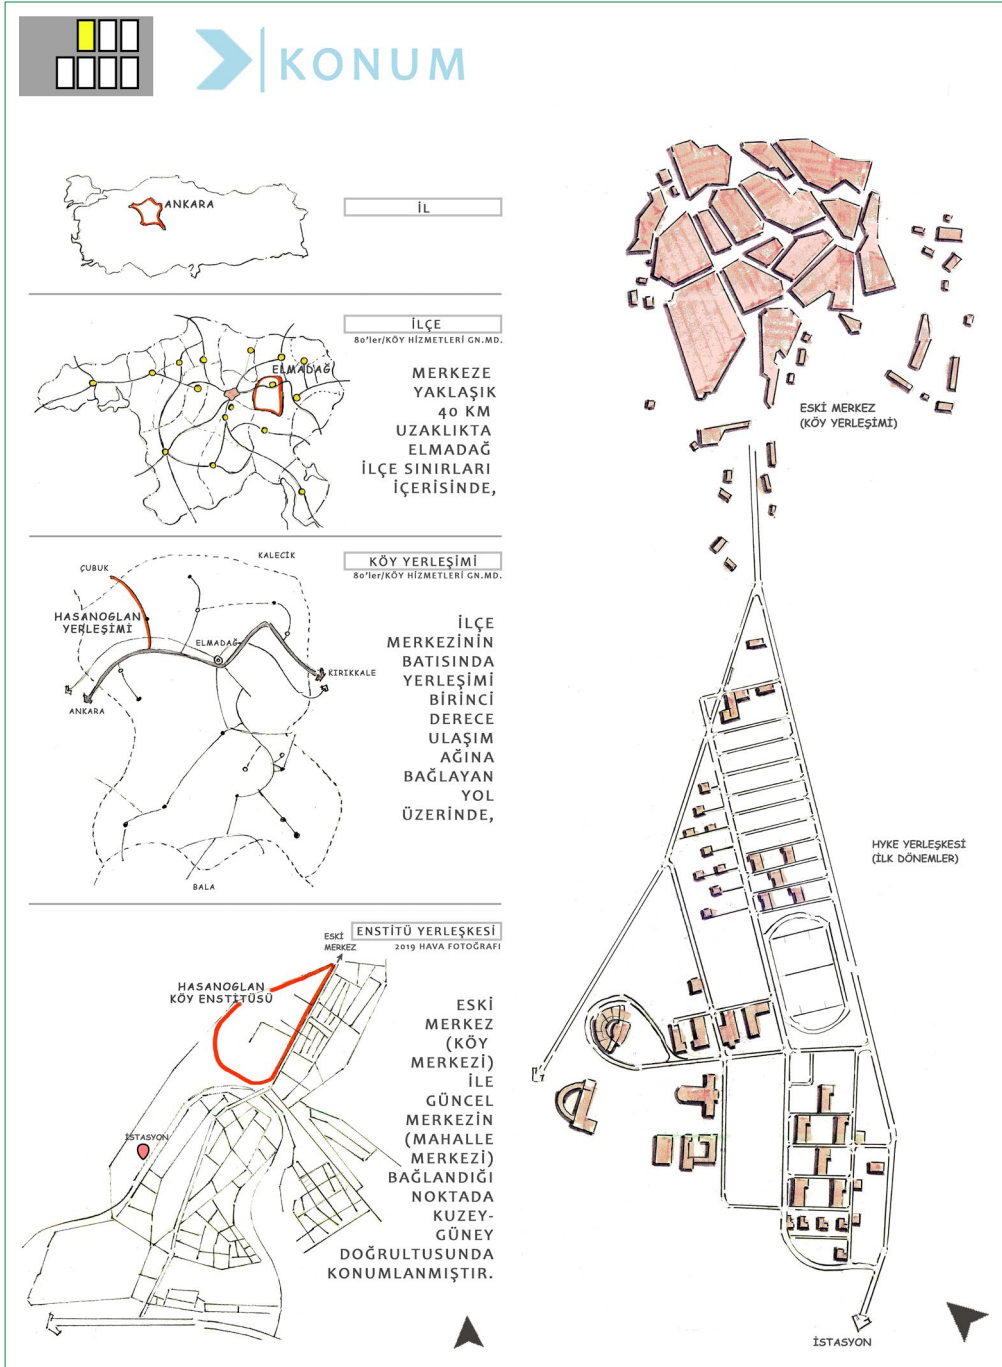 KONUM
ANKARA
İL
İLÇE
80'ler/KÖY HİZMETLERİ GN.MD.
ELMADAĞI
MERKEZE
YAKLAŞIK
40 KM
UZAKLIKTA
ELMADAĞ
İLÇE SINIRLARI
İÇERİSİNDE,
KÖY YERLEŞİMİ
80'ler/KÖY HİZMETLERİ GN.MD.
KALECİK
ÇUBUK
HASANOGLAN
YERLEŞİMİ
ELMADAĞ
KIRIKKALE
ANKARA
BALA
İLÇE
MERKEZİNİN
BATISINDA
YERLEŞİMİ
BİRİNCİ
DERECE
ULAŞIM
AĞINA
BAĞLAYAN
YOL
ÜZERİNDE,
ENSTİTÜ YERLEŞKESİ
2019 HAVA FOTOĞRAFI
ESKİ
MERKEZ
HASANOGLAN
KÖY ENSTİTÜSÜ
İSTASYON
ESKİ
MERKEZ
(KÖY
MERKEZİ)
İLE
GÜNCEL
MERKEZİN
(MAHALLE
MERKEZİ)
BAĞLANDIĞI
NOKTADA
KUZEY-
GÜNEY
DOĞRULTUSUNDA
KONUMLANMIŞTIR.
ESKİ MERKEZ
(KÖY YERLEŞİMİ)
HYKE YERLEŞKESİ
(İLK DÖNEMLER)
İSTASYON